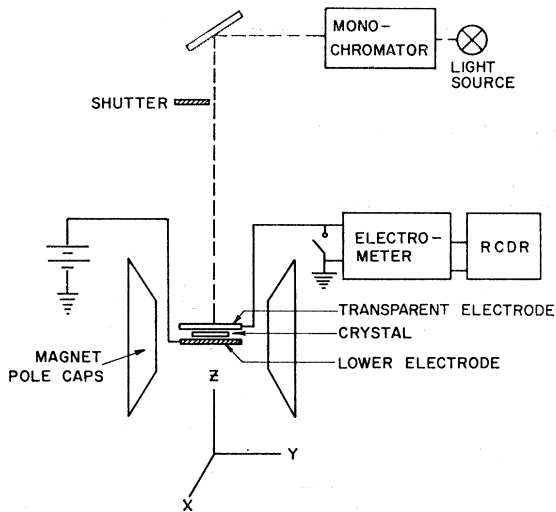 MONO-
CHROMATOR
LIGHT
SOURCE
SHUTTER
ELECTRO-
METER
RCDR
TRANSPARENT ELECTRODE
CRYSTAL
LOWER ELECTRODE
MAGNET
POLE CAPS
Z
Y
X